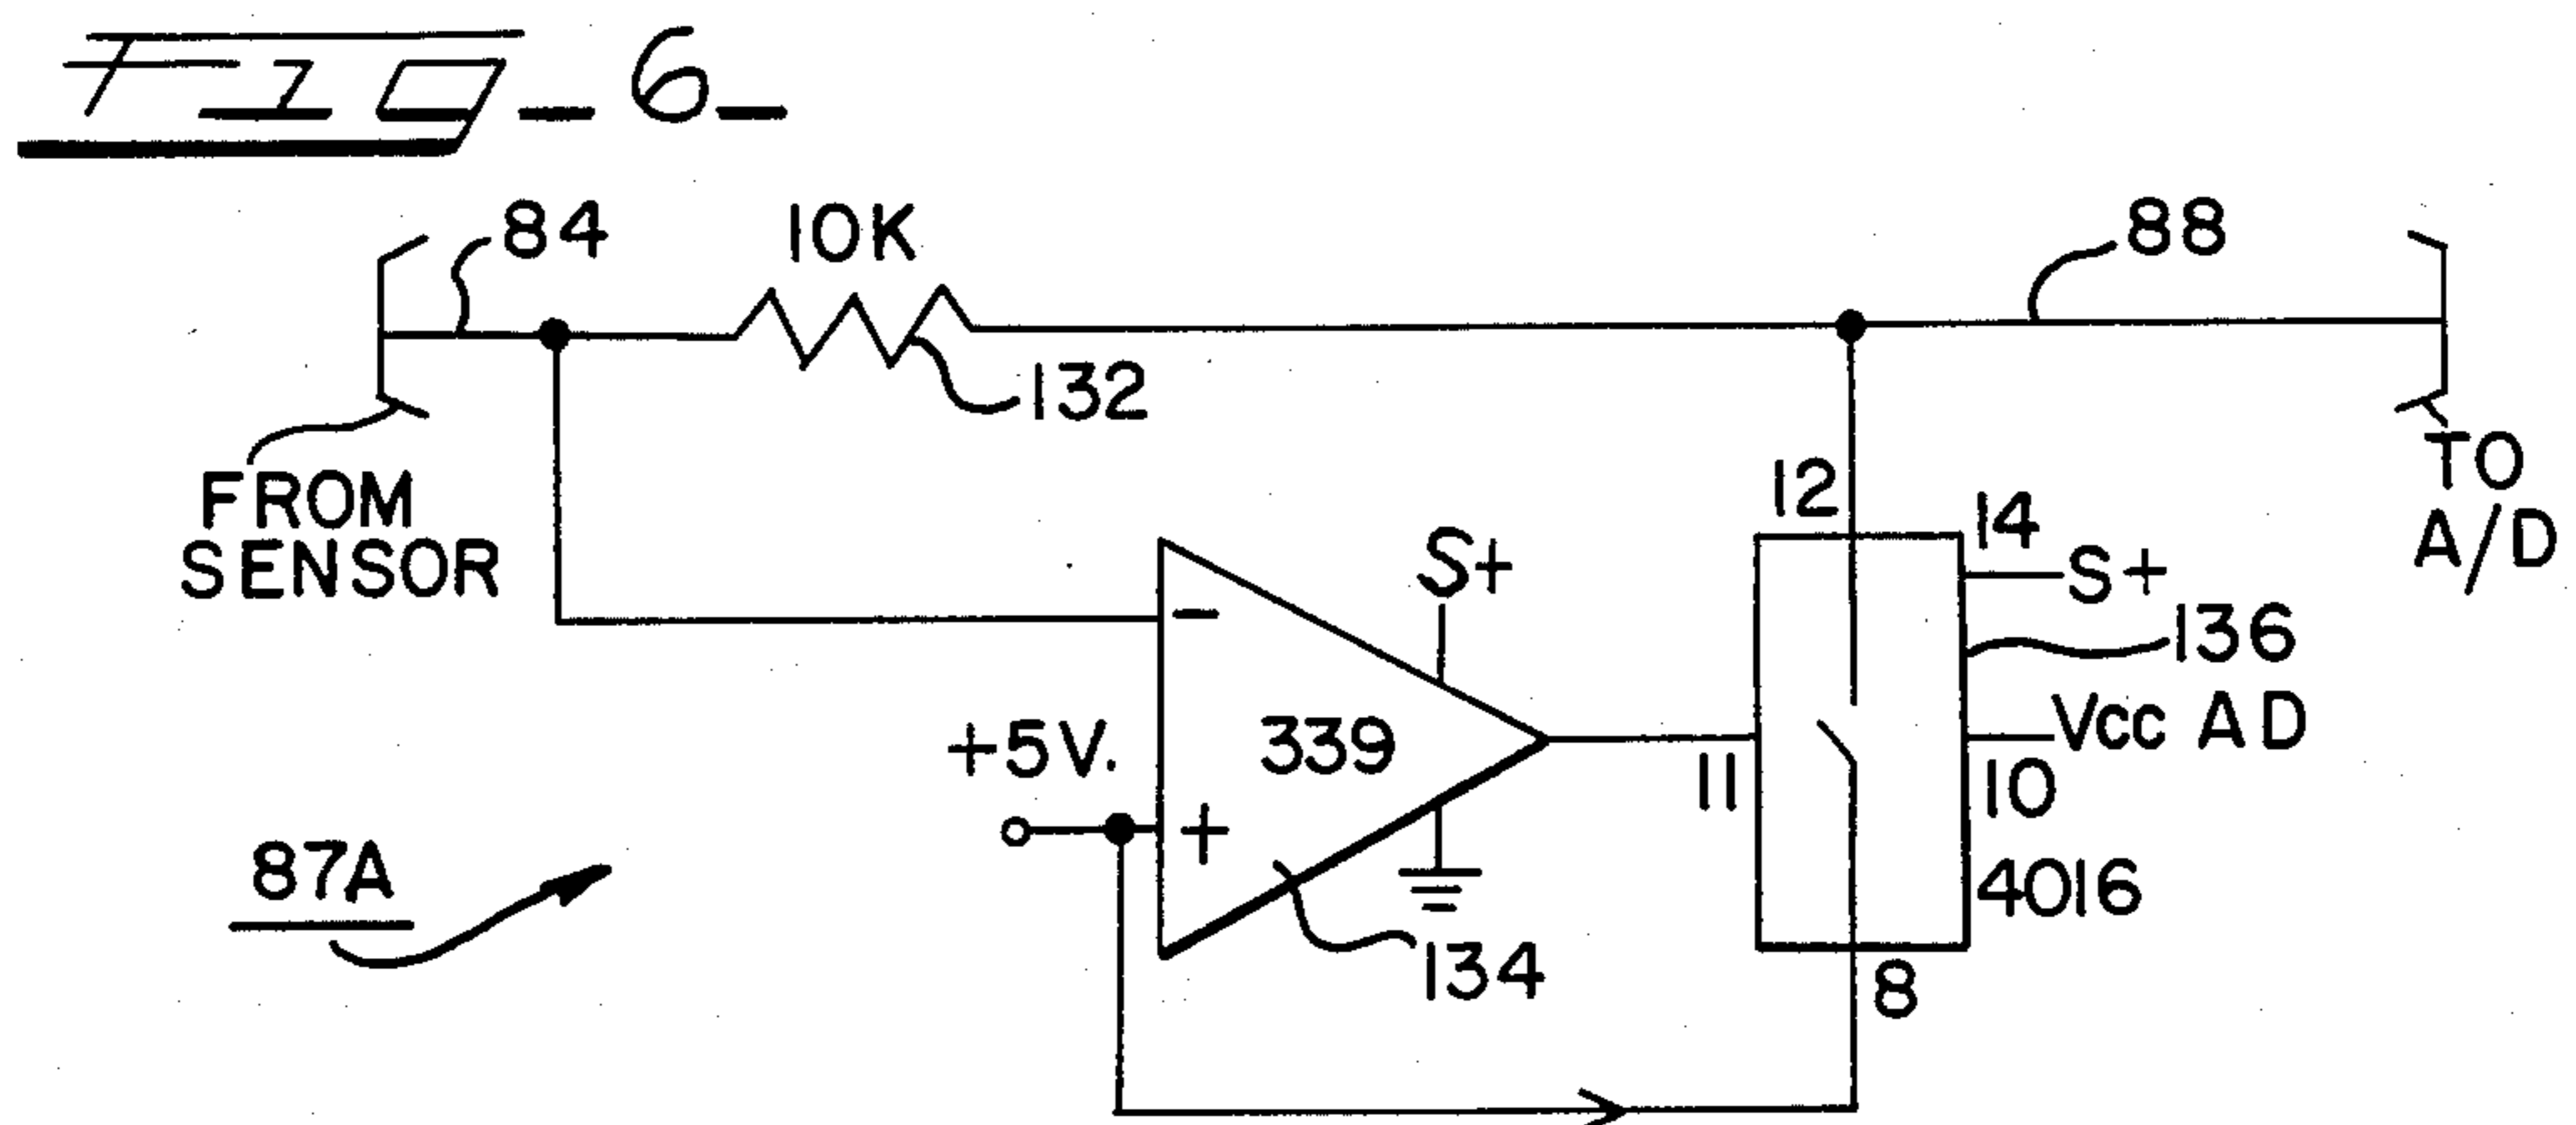 Fig_6_
84
10K
88
132
FROM
SENSOR
TO
A/D
12
14
S+
S+
136
-
+5V.
339
Vcc AD
11
10
+
87A
4016
134
8